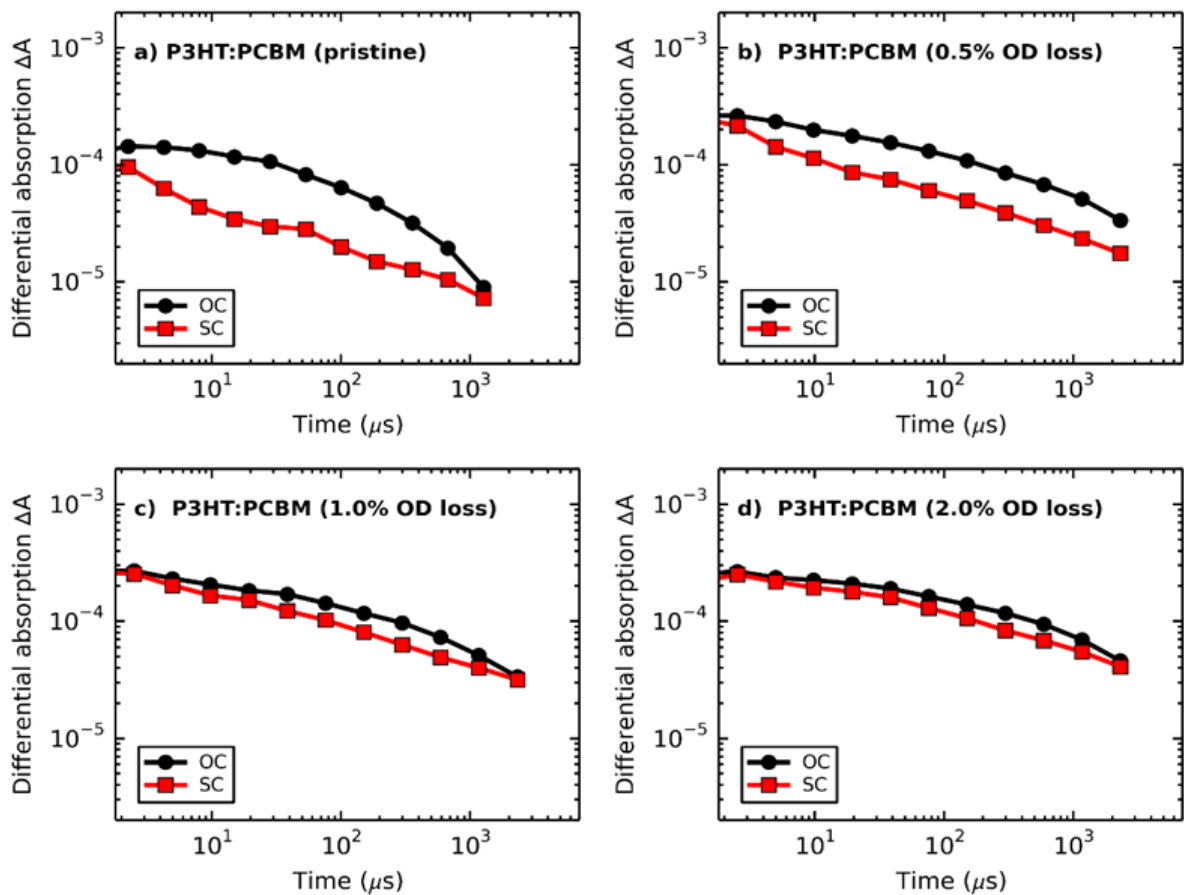 a) P3HT:PCBM (pristine)
Differential absorption ΔA
10⁻³
10⁻⁴
10⁻⁵
OC
SC
10¹
10²
10³
Time (μs)
b) P3HT:PCBM (0.5% OD loss)
Differential absorption ΔA
10⁻³
10⁻⁴
10⁻⁵
OC
SC
10¹
10²
10³
Time (μs)
c) P3HT:PCBM (1.0% OD loss)
Differential absorption ΔA
10⁻³
10⁻⁴
10⁻⁵
OC
SC
10¹
10²
10³
Time (μs)
d) P3HT:PCBM (2.0% OD loss)
Differential absorption ΔA
10⁻³
10⁻⁴
10⁻⁵
OC
SC
10¹
10²
10³
Time (μs)